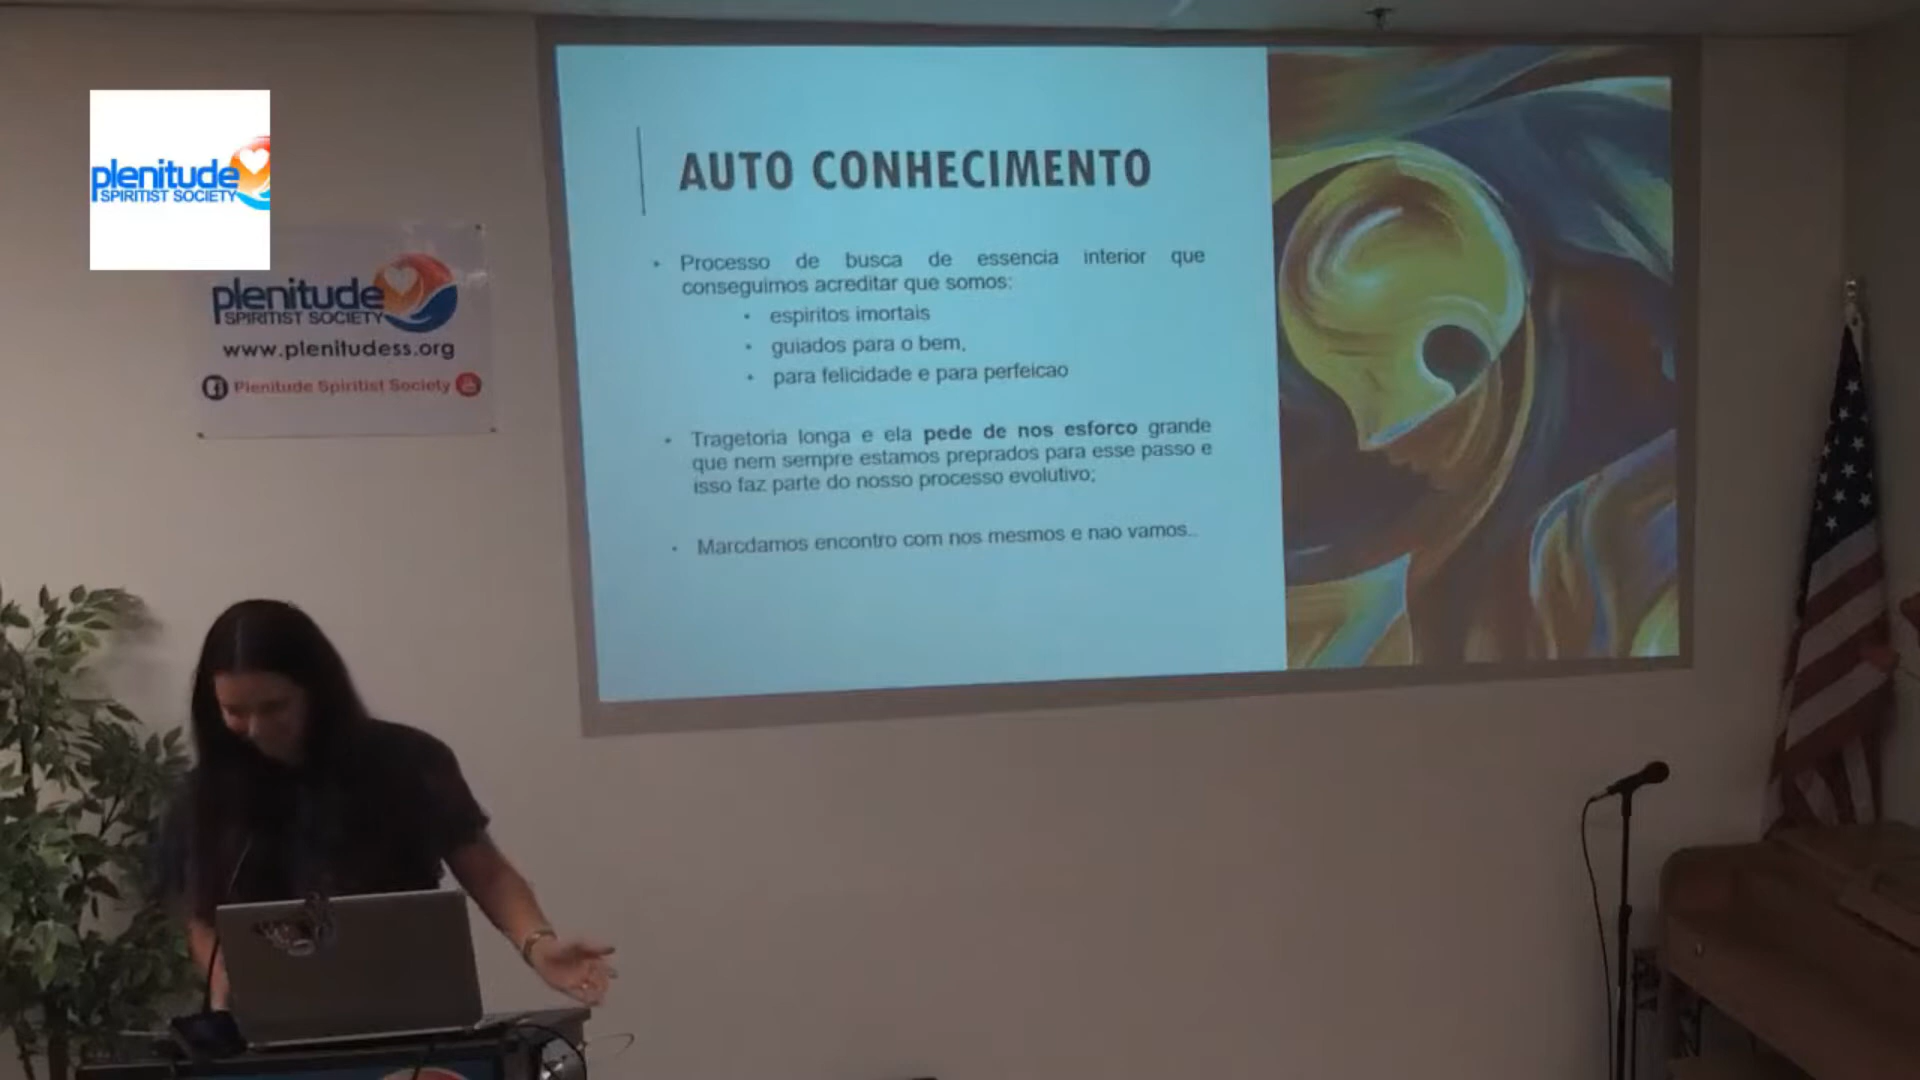 plenitude
SPIRITIST SOCIETY
plenitude
SPIRITIST SOCIETY
www.plenitudess.org
Plenitude Spiritist Society
AUTO CONHECIMENTO
• Processo de busca de essencia interior que
conseguimos acreditar que somos:
• espiritos imortais
• guiados para o bem,
• para felicidade e para perfeicao
• Tragetoria longa e ela pede de nos esforco grande
que nem sempre estamos preprados para esse passo e
isso faz parte do nosso processo evolutivo;
• Marcdamos encontro com nos mesmos e nao vamos..